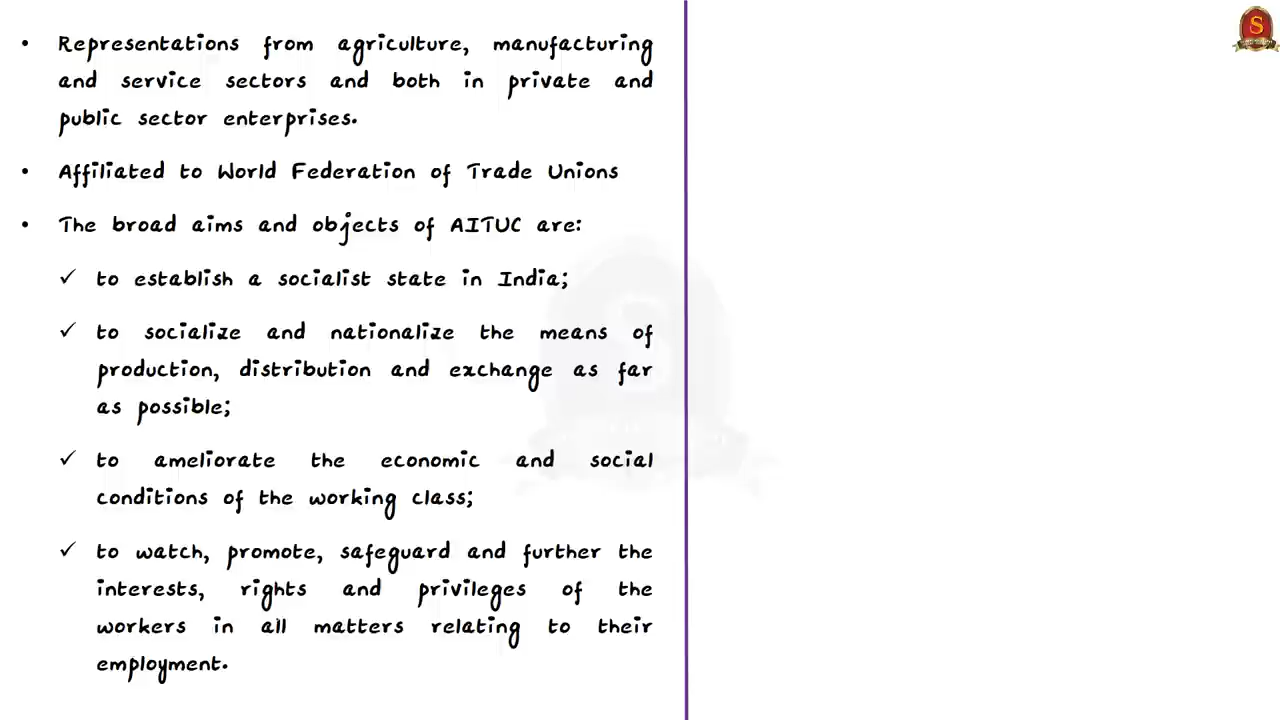 • Representations from agriculture, manufacturing
and service sectors and both in private and
public sector enterprises.
• Affiliated to World Federation of Trade Unions
• The broad aims and objects of AITUC are:
✓ to establish a socialist state in India;
✓ to socialize and nationalize the means of
production, distribution and exchange as far
as possible;
✓ to ameliorate the economic and social
conditions of the working class;
✓ to watch, promote, safeguard and further the
interests, rights and privileges of the
workers in all matters relating to their
employment.
S